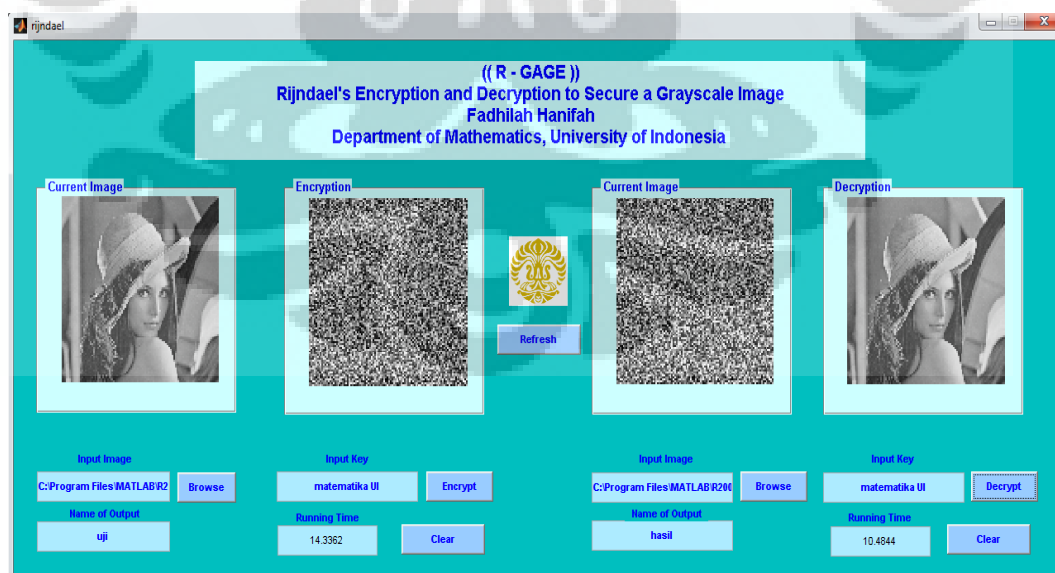 rijndael
(( R - GAGE ))
Rijndael's Encryption and Decryption to Secure a Grayscale Image
Fadhilah Hanifah
Department of Mathematics, University of Indonesia
Current Image
Encryption
Current Image
Decryption
Refresh
Input Image
Input Key
Input Image
Input Key
C:\Program Files\MATLAB\R2
Browse
matematika UI
Encrypt
C:\Program Files\MATLAB\R200
Browse
matematika UI
Decrypt
Name of Output
Running Time
Name of Output
Running Time
uji
14.3362
Clear
hasil
10.4844
Clear